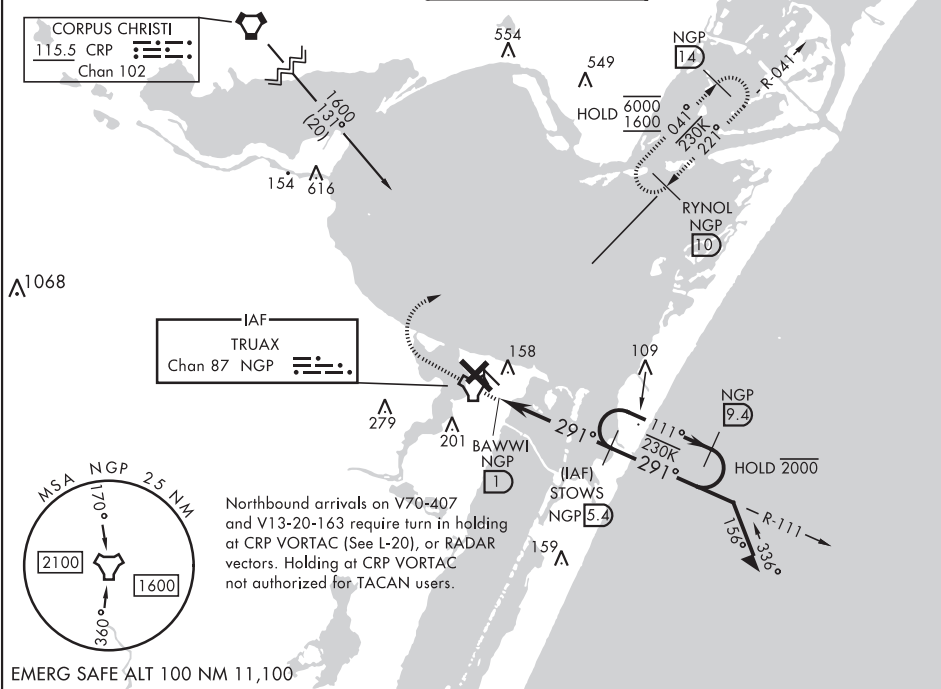 CORPUS CHRISTI
115.5 CRP
Chan 102
1600
131°
(20)
554
549
NGP
14
R-041
HOLD 6000
1600
041°
230K
221°
RYNOL
NGP
10
154
616
1068
IAF
TRUAX
Chan 87 NGP
158
109
279
201
BAWWI
NGP
1
291°
111°
230K
291°
NGP
9.4
HOLD 2000
(IAF)
STOWS
NGP 5.4
159
R-111
156°
336°
MSA NGP 25 NM
170°
2100
1600
360°
Northbound arrivals on V70-407
and V13-20-163 require turn in holding
at CRP VORTAC (See L-20), or RADAR
vectors. Holding at CRP VORTAC
not authorized for TACAN users.
EMERG SAFE ALT 100 NM 11,100